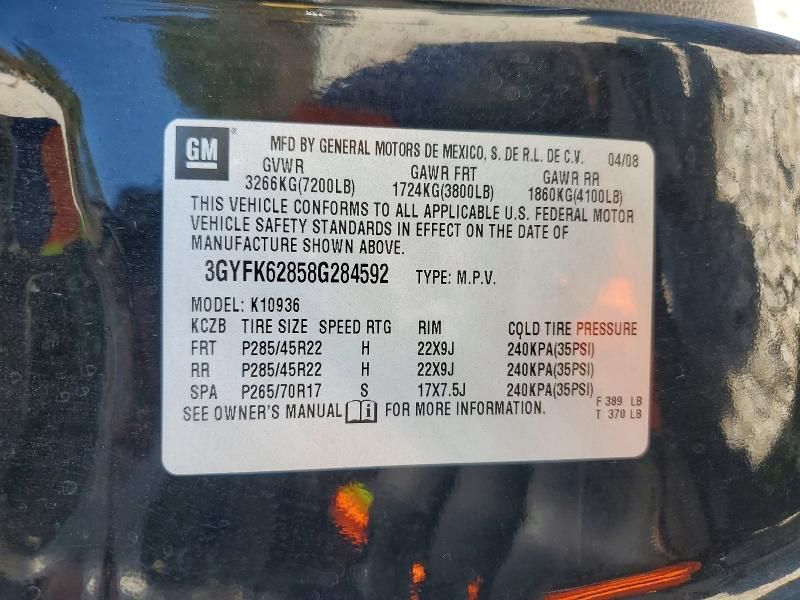 GM® MFD BY GENERAL MOTORS DE MEXICO, S. DE R.L. DE C.V. 04/08
GVWR GAWR FRT GAWR RR
3266KG(7200LB) 1724KG(3800LB) 1860KG(4100LB)
THIS VEHICLE CONFORMS TO ALL APPLICABLE U.S. FEDERAL MOTOR
VEHICLE SAFETY STANDARDS IN EFFECT ON THE DATE OF
MANUFACTURE SHOWN ABOVE.
3GYFK62858G284592 TYPE: M.P.V.
MODEL: K10936
KCZB TIRE SIZE SPEED RTG RIM COLD TIRE PRESSURE
FRT P285/45R22 H 22X9J 240KPA(35PSI)
RR P285/45R22 H 22X9J 240KPA(35PSI)
SPA P265/70R17 S 17X7.5J 240KPA(35PSI)
SEE OWNER'S MANUAL i FOR MORE INFORMATION.
F 389 LB
T 370 LB